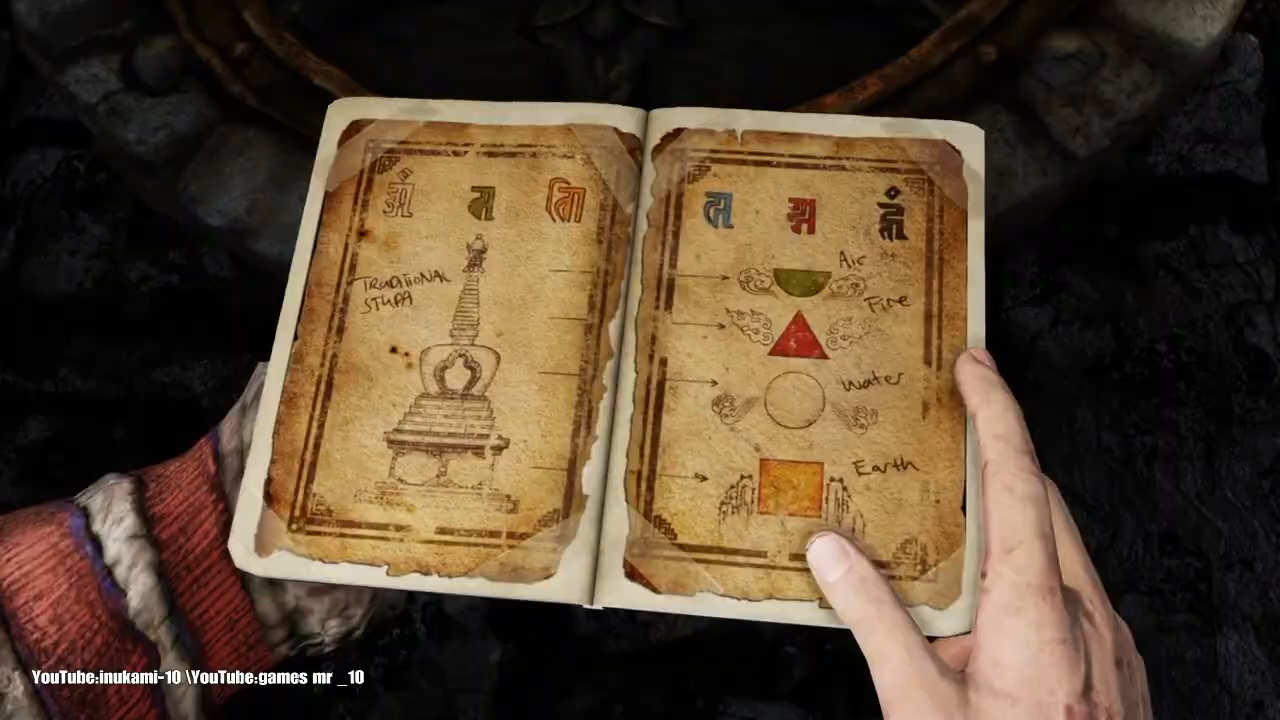 TRADITIONAL
STUPA
Air
Fire
Water
Earth
YouTube:inukami-10 \YouTube:games mr _10